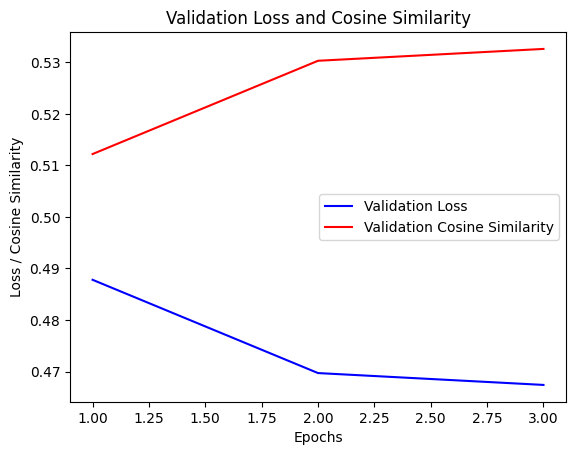 Validation Loss and Cosine Similarity
Loss / Cosine Similarity
0.53
0.52
0.51
0.50
0.49
0.48
0.47
Validation Loss
Validation Cosine Similarity
1.00 1.25 1.50 1.75 2.00 2.25 2.50 2.75 3.00
Epochs